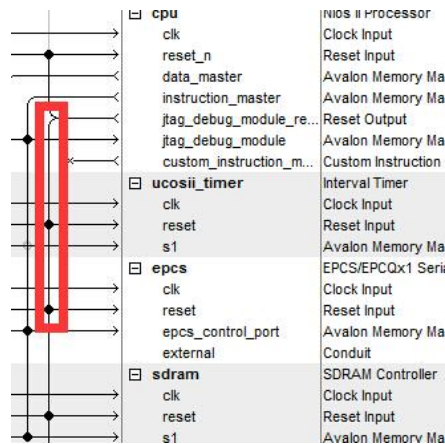 cpu Nios II Processor
clk Clock Input
reset_n Reset Input
data_master Avalon Memory Ma
instruction_master Avalon Memory Ma
jtag_debug_module_re... Reset Output
jtag_debug_module Avalon Memory Ma
custom_instruction_m... Custom Instruction
ucosii_timer Interval Timer
clk Clock Input
reset Reset Input
s1 Avalon Memory Ma
epcs EPCS/EPCQx1 Seria
clk Clock Input
reset Reset Input
epcs_control_port Avalon Memory Ma
external Conduit
sdram SDRAM Controller
clk Clock Input
reset Reset Input
s1 Avalon Memory Ma